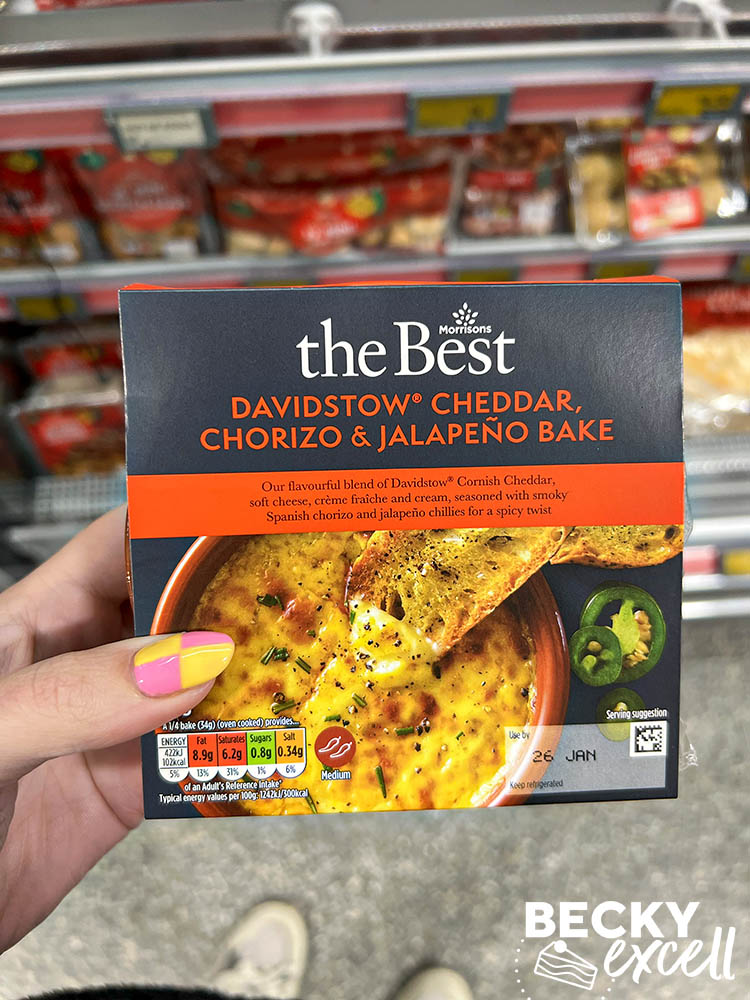 Morrisons
the Best
DAVIDSTOW® CHEDDAR,
CHORIZO & JALAPEÑO BAKE
Our flavourful blend of Davidstow® Cornish Cheddar,
soft cheese, crème fraîche and cream, seasoned with smoky
Spanish chorizo and jalapeño chillies for a spicy twist
Serving suggestion
A 1/4 bake (34g) (oven cooked) provides...
ENERGY Fat Saturates Sugars Salt
422kJ
102kcal 8.9g 6.2g 0.8g 0.34g
5% 13% 31% 1% 6%
of an Adult's Reference Intake*
Typical energy values per 100g: 1242kJ/300kcal
Medium
Use by
26 JAN
Keep refrigerated
BECKY
excell